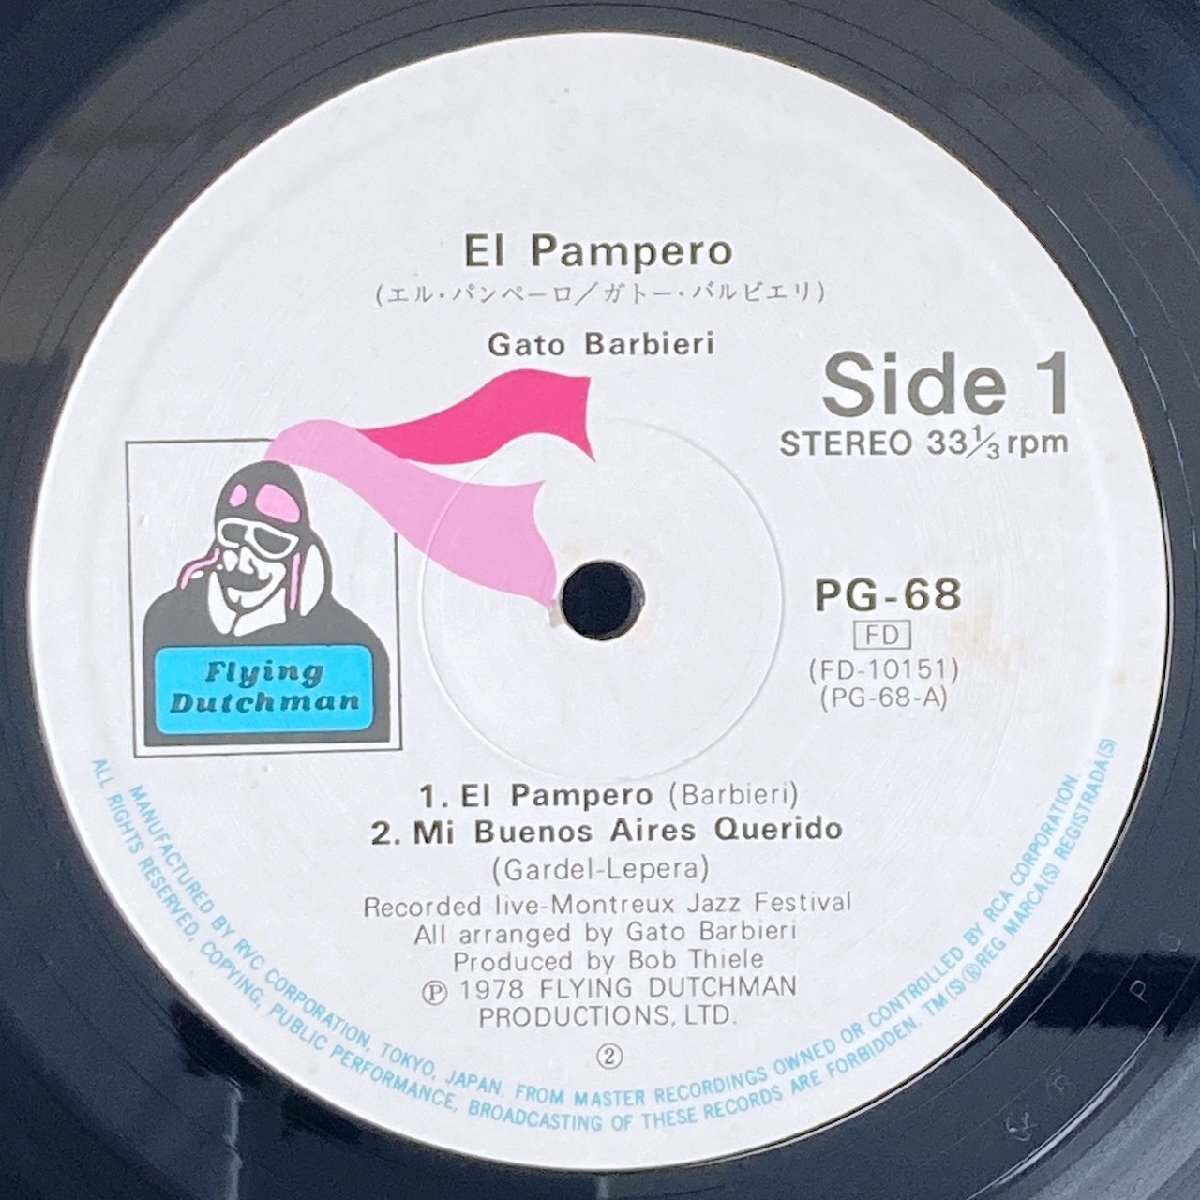 El Pampero
(エル・パンペーロ／ガトー・バルビエリ)
Gato Barbieri
Side 1
STEREO 33⅓ rpm
PG-68
FD
(FD-10151)
(PG-68-A)
Flying
Dutchman
1. El Pampero (Barbieri)
2. Mi Buenos Aires Querido
(Gardel-Lepera)
Recorded live-Montreux Jazz Festival
All arranged by Gato Barbieri
Produced by Bob Thiele
Ⓟ 1978 FLYING DUTCHMAN
PRODUCTIONS, LTD.
②
MANUFACTURED BY RVC CORPORATION, TOKYO, JAPAN, FROM MASTER RECORDINGS OWNED OR CONTROLLED BY RCA CORPORATION.
ALL RIGHTS RESERVED, COPYING, PUBLIC PERFORMANCE, BROADCASTING OF THESE RECORDS ARE FORBIDDEN. TM(S)®REG MARCA(S) REGISTRADA(S)